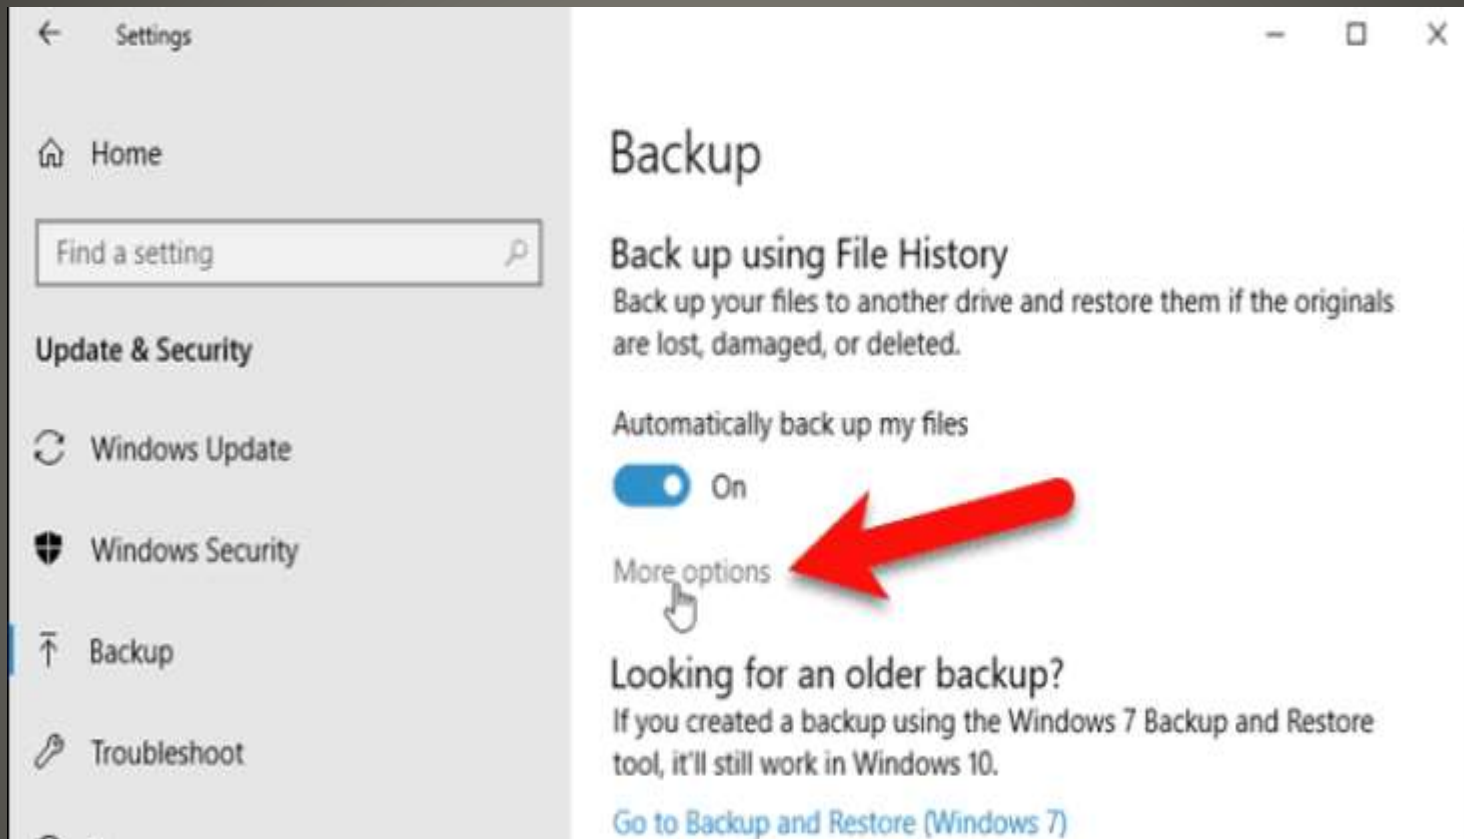 Settings
Home
Find a setting
Update & Security
Windows Update
Windows Security
Backup
Troubleshoot
Backup
Back up using File History
Back up your files to another drive and restore them if the originals
are lost, damaged, or deleted.
Automatically back up my files
On
More options
Looking for an older backup?
If you created a backup using the Windows 7 Backup and Restore
tool, it'll still work in Windows 10.
Go to Backup and Restore (Windows 7)